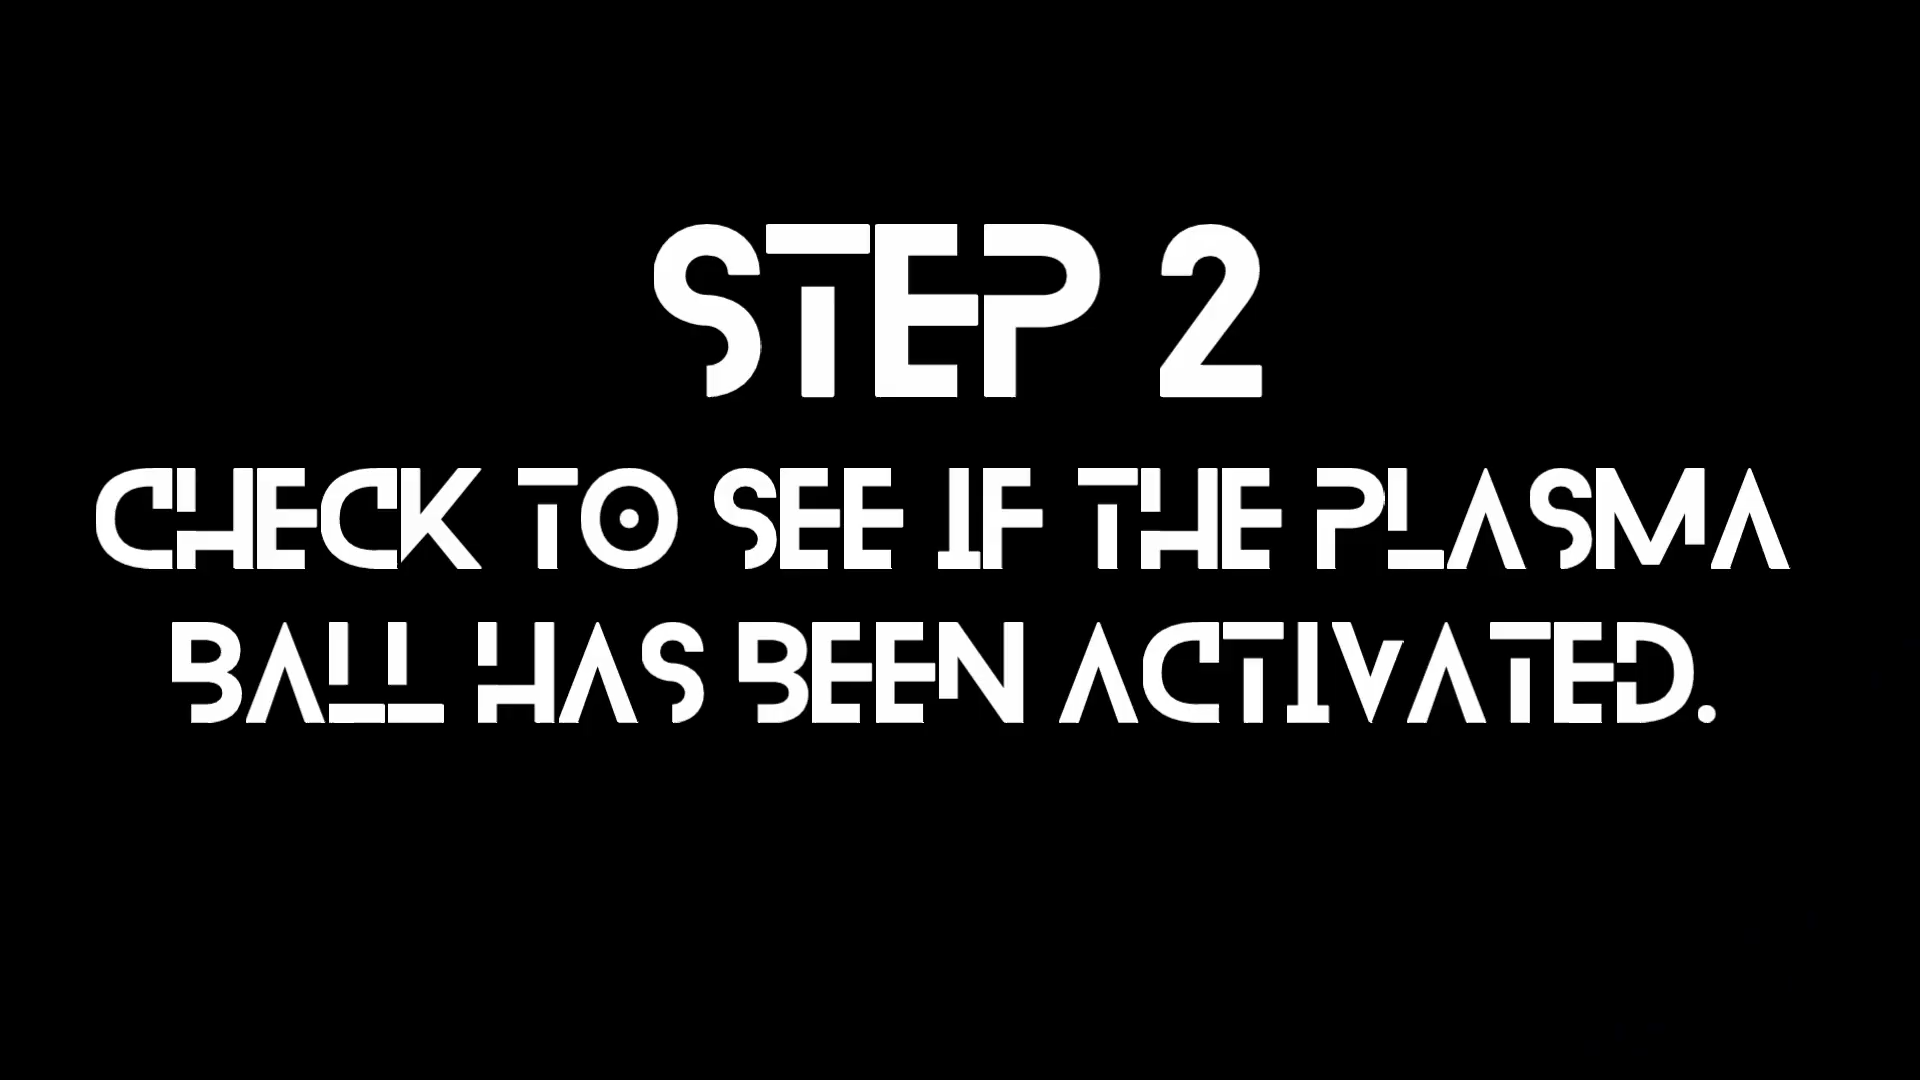 STEP 2
CHECK TO SEE IF THE PLASMA
BALL HAS BEEN ACTIVATED.